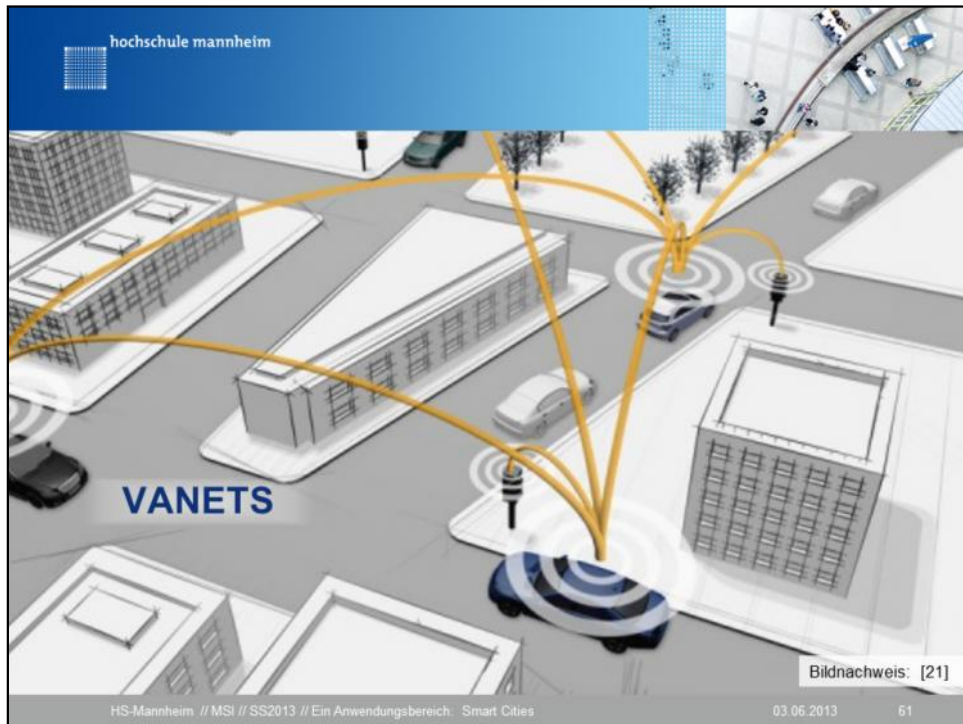 hochschule mannheim
VANETS
Bildnachweis: [21]
HS-Mannheim // MSI // SS2013 // Ein Anwendungsbereich: Smart Cities 03.06.2013 61